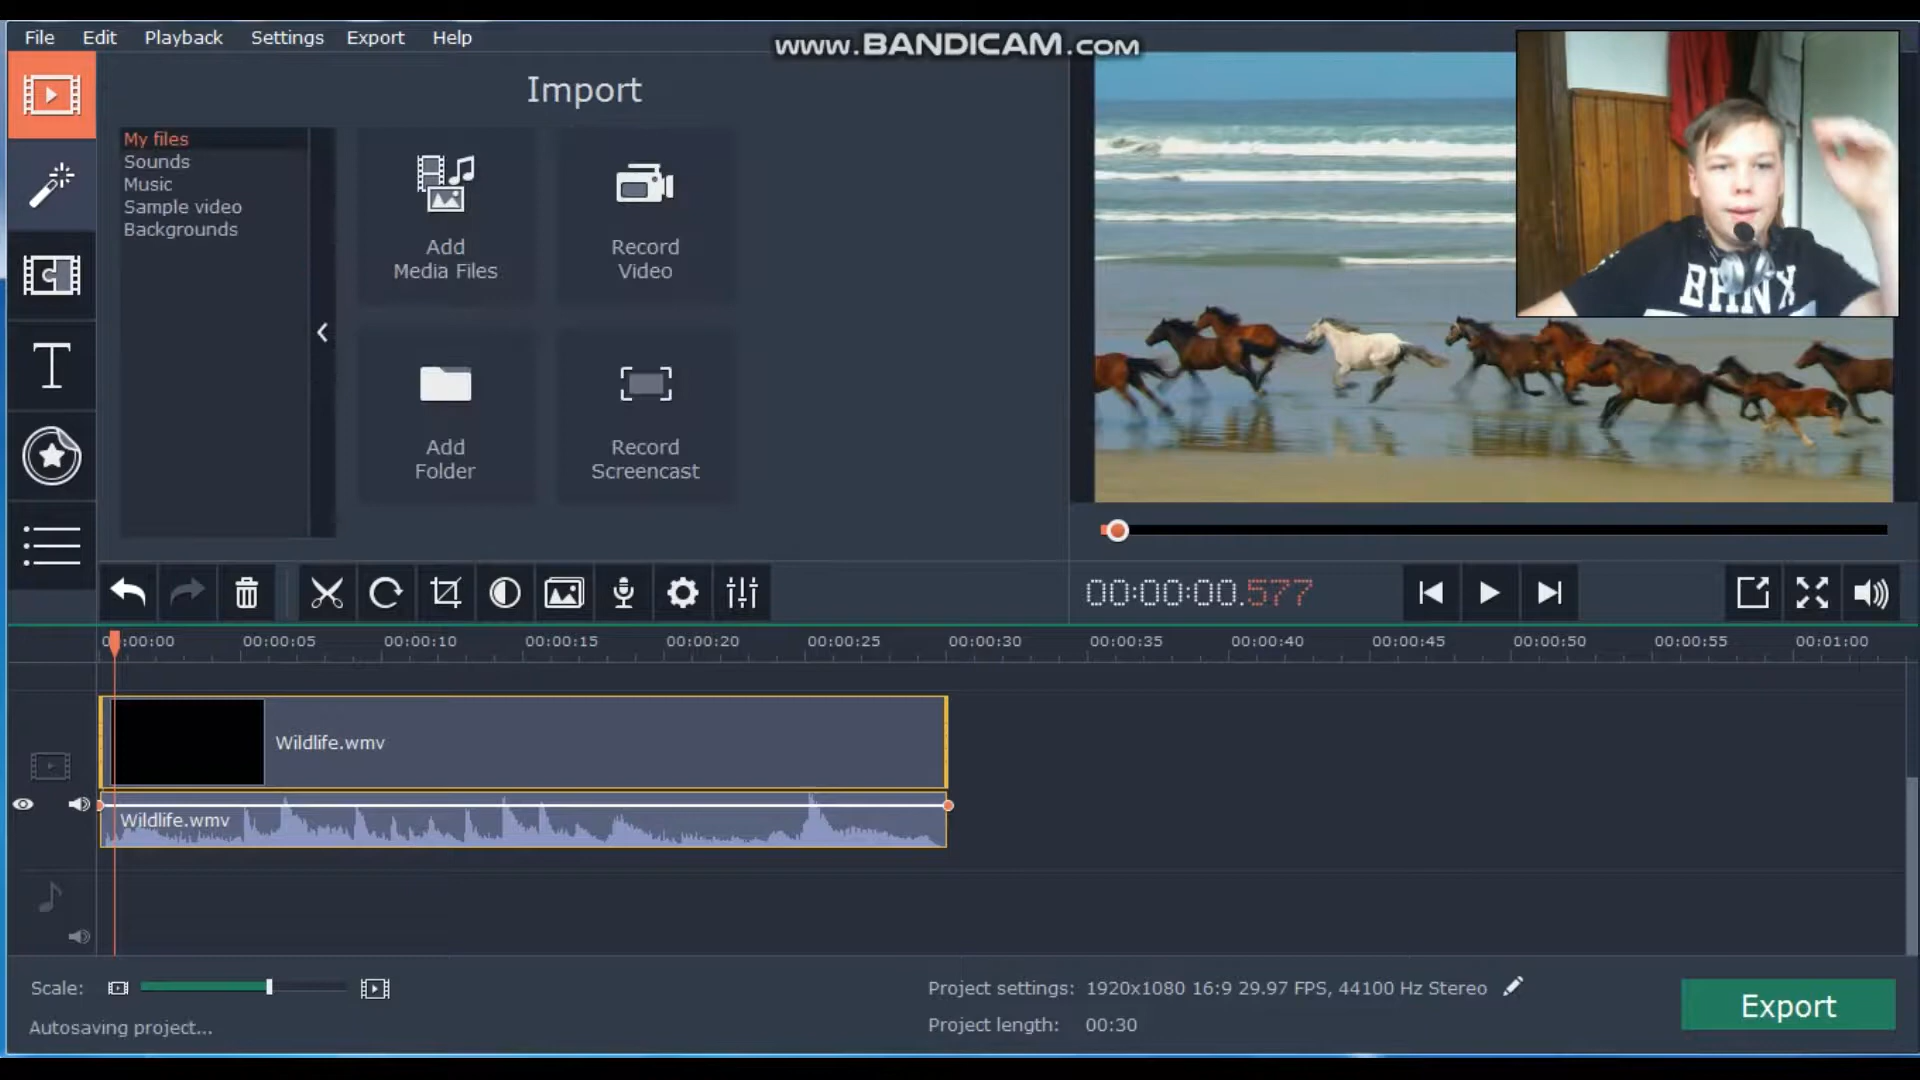 File Edit Playback Settings Export Help
www.BANDICAM.com
Import
My files
Sounds
Music
Sample video
Backgrounds
Add
Media Files
Record
Video
Add
Folder
Record
Screencast
BHNX
00:00:00.577
:00:00 00:00:05 00:00:10 00:00:15 00:00:20 00:00:25 00:00:30 00:00:35 00:00:40 00:00:45 00:00:50 00:00:55 00:01:00
Wildlife.wmv
Wildlife.wmv
Scale:
Project settings: 1920x1080 16:9 29.97 FPS, 44100 Hz Stereo
Project length: 00:30
Export
Autosaving project...